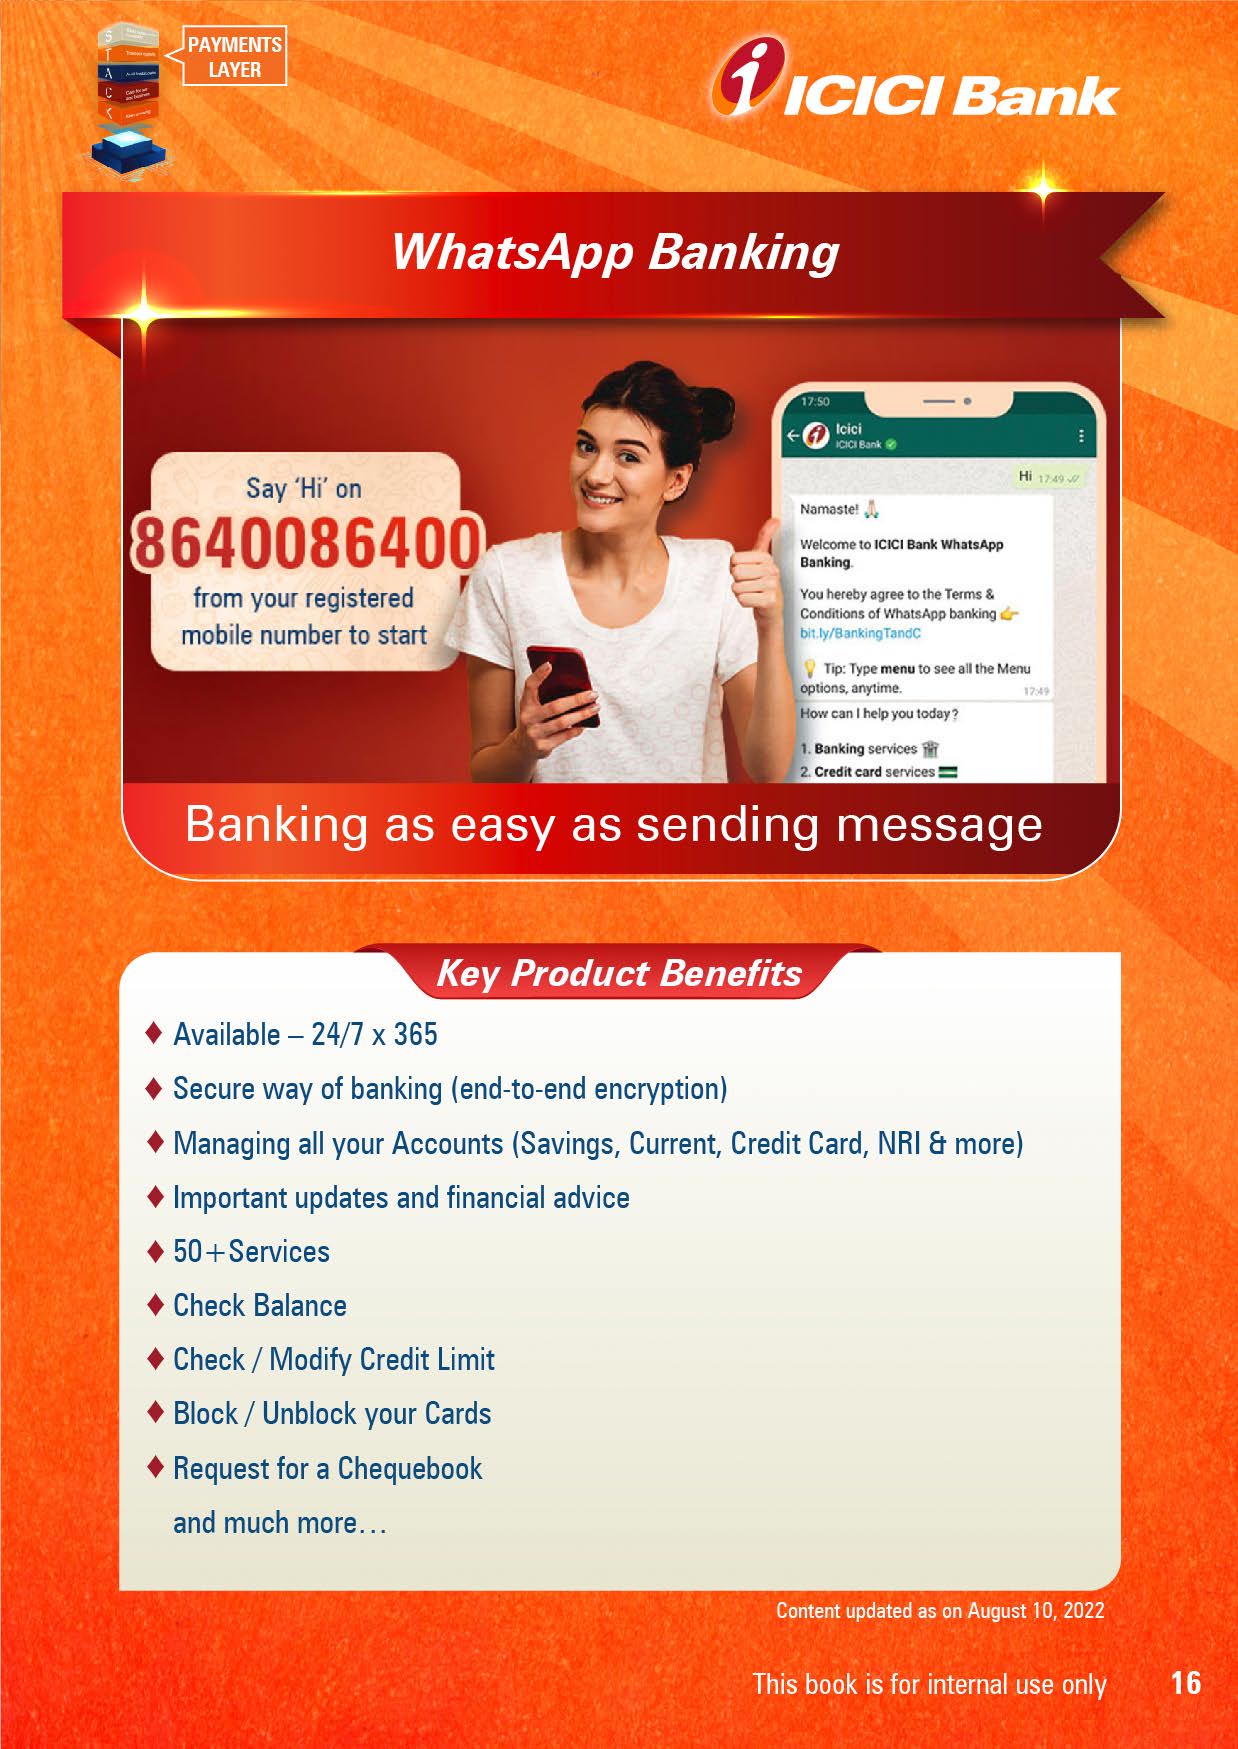 PAYMENTS
LAYER
S
T
A
C
K
i ICICI Bank
WhatsApp Banking
Say ‘Hi’ on
8640086400
from your registered
mobile number to start
17:50
Icici
ICICI Bank
Hi 17:49
Namaste! 🙏🏻
Welcome to ICICI Bank WhatsApp
Banking.
You hereby agree to the Terms &
Conditions of WhatsApp banking 👉
bit.ly/BankingTandC
💡 Tip: Type menu to see all the Menu
options, anytime. 17:49
How can I help you today?
1. Banking services 🏦
2. Credit card services 💳
Banking as easy as sending message
Key Product Benefits
♦ Available – 24/7 x 365
♦ Secure way of banking (end-to-end encryption)
♦ Managing all your Accounts (Savings, Current, Credit Card, NRI & more)
♦ Important updates and financial advice
♦ 50+Services
♦ Check Balance
♦ Check / Modify Credit Limit
♦ Block / Unblock your Cards
♦ Request for a Chequebook
and much more…
Content updated as on August 10, 2022
This book is for internal use only 16